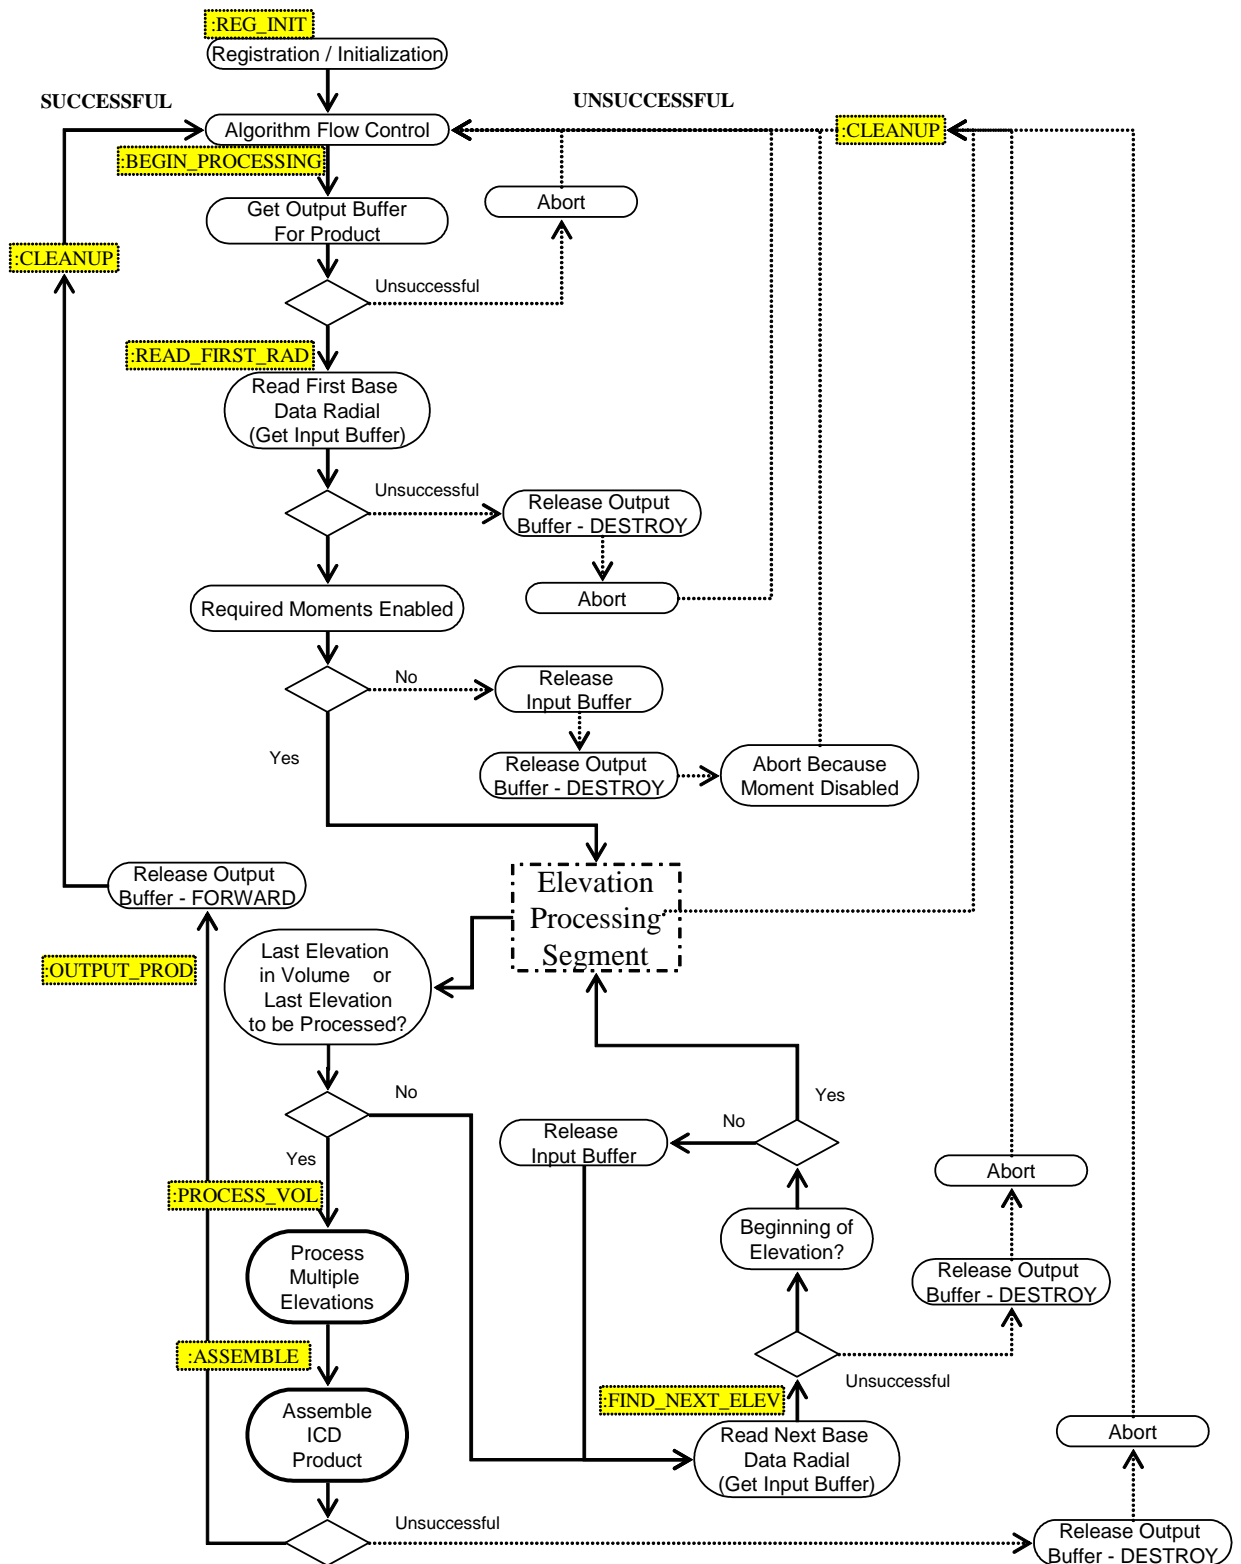 :REG_INIT
Registration / Initialization
SUCCESSFUL
UNSUCCESSFUL
Algorithm Flow Control
:CLEANUP
:BEGIN_PROCESSING
Get Output Buffer
For Product
Abort
:CLEANUP
Unsuccessful
:READ_FIRST_RAD
Read First Base
Data Radial
(Get Input Buffer)
Unsuccessful
Release Output
Buffer - DESTROY
Abort
Required Moments Enabled
No
Release
Input Buffer
Yes
Release Output
Buffer - DESTROY
Abort Because
Moment Disabled
Release Output
Buffer - FORWARD
Elevation
Processing
Segment
:OUTPUT_PROD
Last Elevation
in Volume or
Last Elevation
to be Processed?
No
Yes
No
Release
Input Buffer
Yes
Abort
:PROCESS_VOL
Process
Multiple
Elevations
Beginning of
Elevation?
Release Output
Buffer - DESTROY
:ASSEMBLE
Unsuccessful
:FIND_NEXT_ELEV
Assemble
ICD
Product
Read Next Base
Data Radial
(Get Input Buffer)
Abort
Unsuccessful
Release Output
Buffer - DESTROY